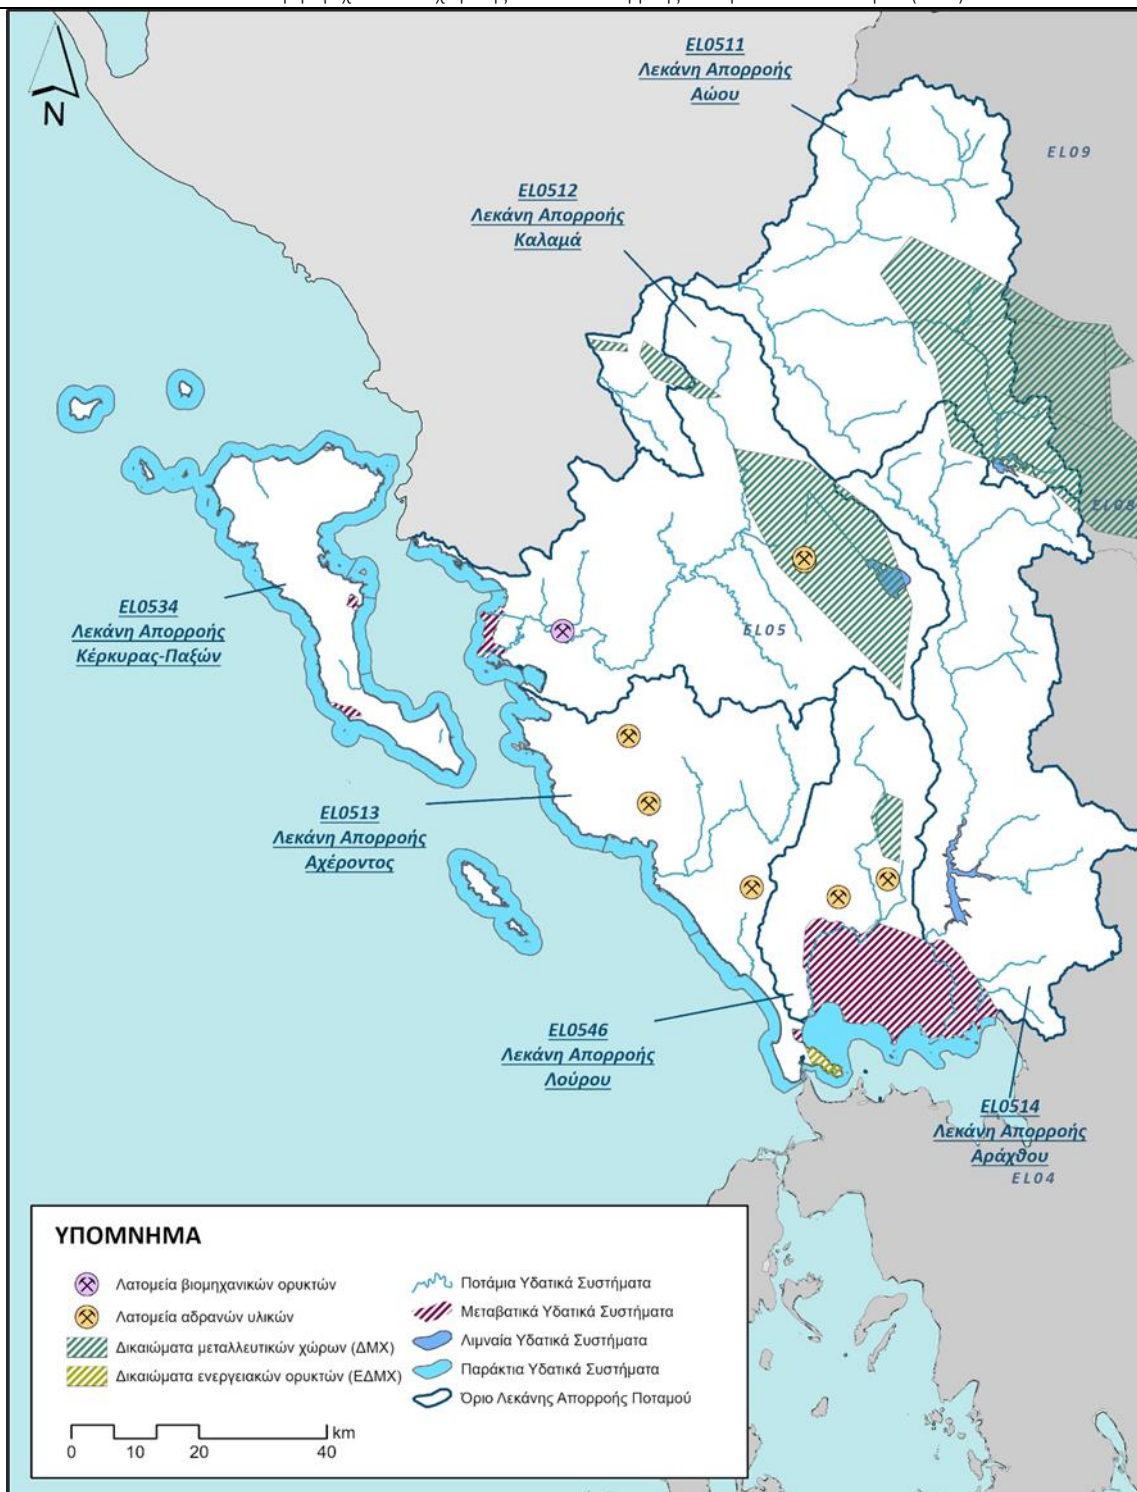 EL0511
Λεκάνη Απορροής
Αώου
N
EL09
EL0512
Λεκάνη Απορροής
Καλαμά
EL08
EL0534
Λεκάνη Απορροής
Κέρκυρας-Παξών
EL05
EL0513
Λεκάνη Απορροής
Αχέροντος
EL0546
Λεκάνη Απορροής
Λούρου
EL0514
Λεκάνη Απορροής
Αράχθου
EL04
ΥΠΟΜΝΗΜΑ
Λατομεία βιομηχανικών ορυκτών
Λατομεία αδρανών υλικών
Δικαιώματα μεταλλευτικών χώρων (ΔΜΧ)
Δικαιώματα ενεργειακών ορυκτών (ΕΔΜΧ)
Ποτάμια Υδατικά Συστήματα
Μεταβατικά Υδατικά Συστήματα
Λιμναία Υδατικά Συστήματα
Παράκτια Υδατικά Συστήματα
Όριο Λεκάνης Απορροής Ποταμού
km
0 10 20 40